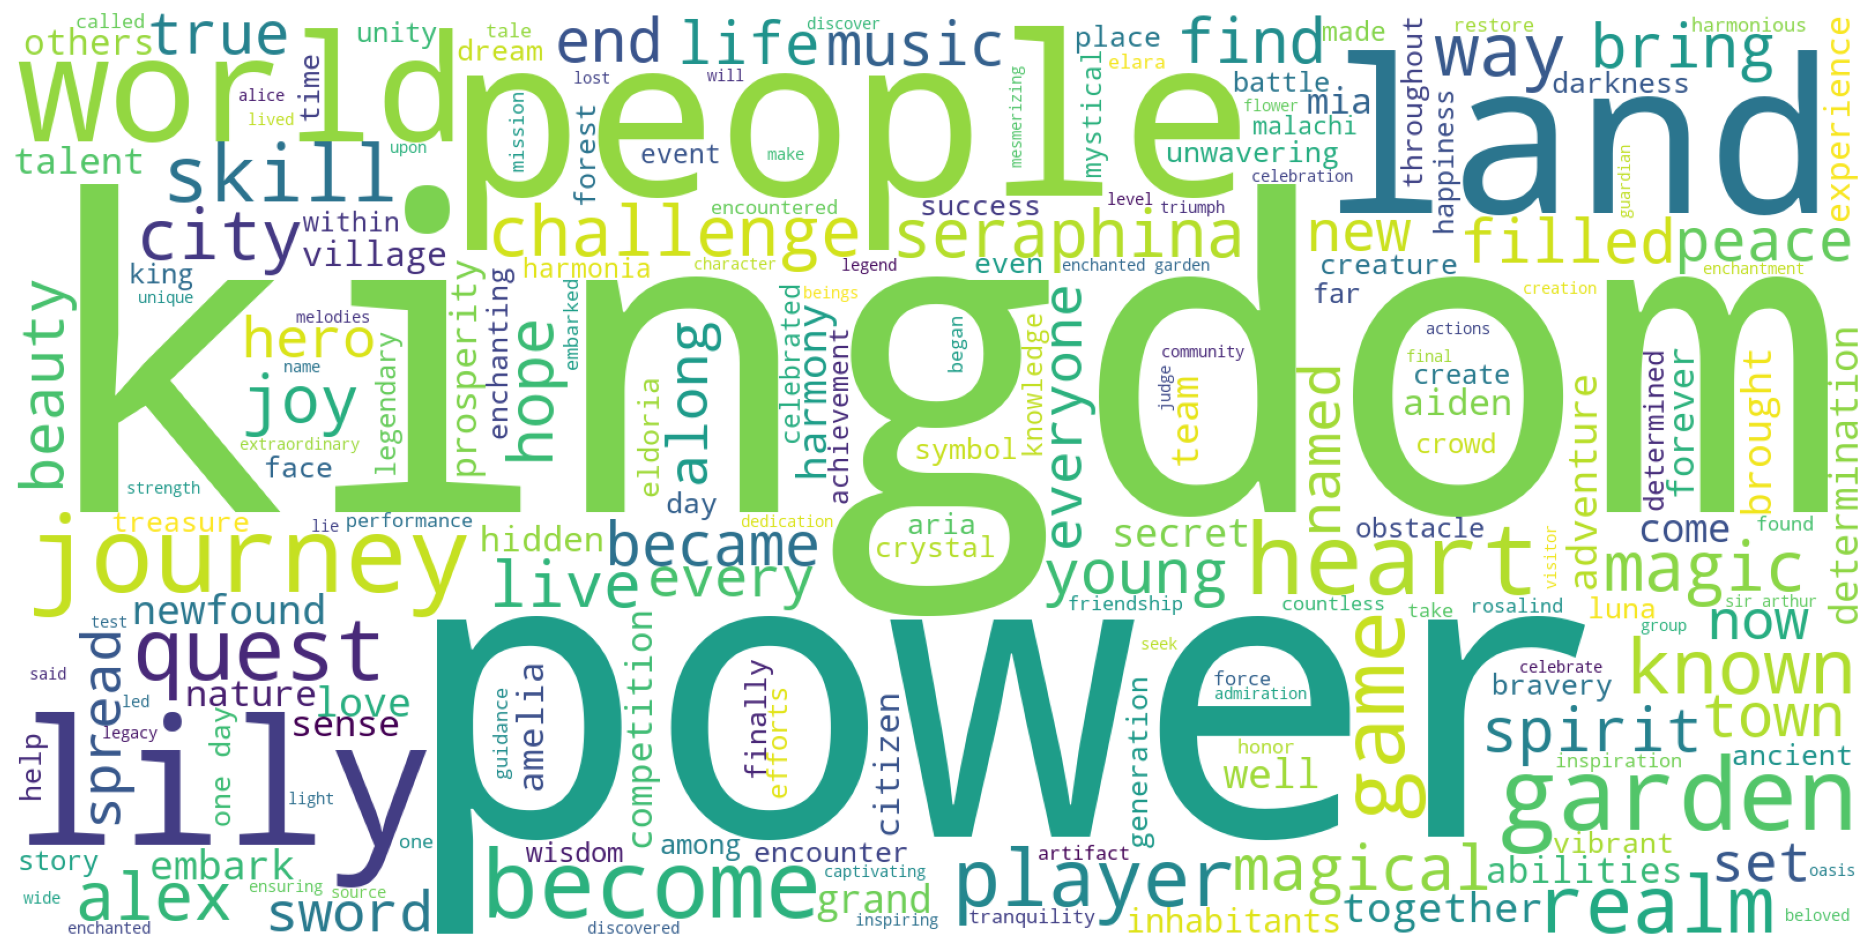 called
tale
discover
made
restore
harmonious
others
true
unity
dream
end
life
music
place
find
way
bring
world
people
land
lost
will
elara
alice
lived
time
mission
forest
event
make
mesmerizing
mystical
battle
flower
mia
malachi
darkness
throughout
happiness
experience
guardian
talent
upon
unwavering
celebration
skill
encountered
success
level
triumph
city
within
village
challenge
seraphina
new
filled
peace
king
unique
harmonia
character
legend
even
enchanted garden
creature
far
enchantment
creation
beauty
kingdom
melodies
hero
name
joy
legendary
prosperity
enchanting
hope
embarked
eldoria
along
celebrated
harmony
achievement
beings
began
knowledge
everyone
symbol
community
judge
team
named
actions
final
create
aiden
crowd
adventure
determined
forever
brought
determination
extraordinary
face
strength
day
treasure
lie
performance
dedication
aria
crystal
secret
obstacle
come
found
journey
hidden
became
heart
visitor
magic
live
every
young
newfound
friendship
countless
take
rosalind
luna
sir arthur
now
test
spread
quest
power
seek
game
group
said
nature
love
competition
finally
force
admiration
celebrate
bravery
known
led
legacy
sense
guidance
amelia
efforts
citizen
generation
spirit
town
help
lily
one day
light
honor
well
inspiration
ancient
garden
one
story
embark
wisdom
among
encounter
artifact
vibrant
wide
alex
ensuring
source
become
captivating
grand
player
magical
abilities
set
oasis
enchanted
sword
discovered
inspiring
tranquility
inhabitants
together
realm
beloved